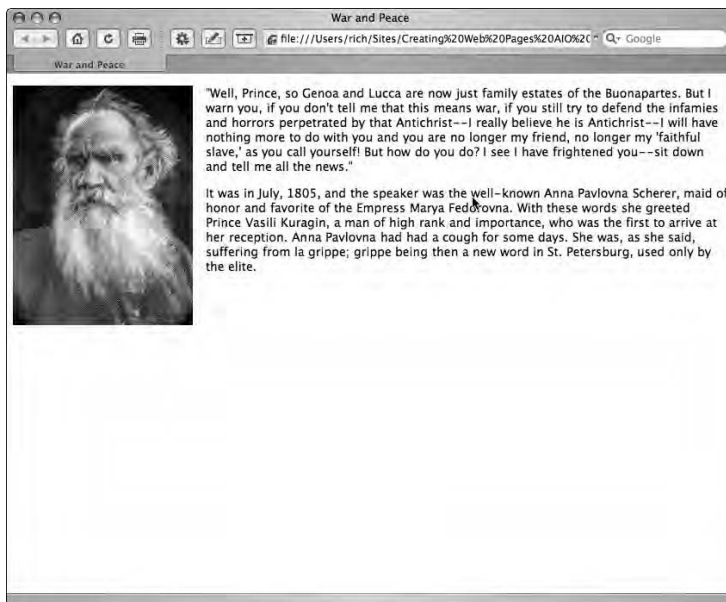 War and Peace
file:///Users/rich/Sites/Creating%20Web%20Pages%20AIO%20
Google
War and Peace
"Well, Prince, so Genoa and Lucca are now just family estates of the Buonapartes. But I
warn you, if you don't tell me that this means war, if you still try to defend the infamies
and horrors perpetrated by that Antichrist--I really believe he is Antichrist--I will have
nothing more to do with you and you are no longer my friend, no longer my 'faithful
slave,' as you call yourself! But how do you do? I see I have frightened you--sit down
and tell me all the news."
It was in July, 1805, and the speaker was the well-known Anna Pavlovna Scherer, maid of
honor and favorite of the Empress Marya Fedorovna. With these words she greeted
Prince Vasili Kuragin, a man of high rank and importance, who was the first to arrive at
her reception. Anna Pavlovna had had a cough for some days. She was, as she said,
suffering from la grippe; grippe being then a new word in St. Petersburg, used only by
the elite.